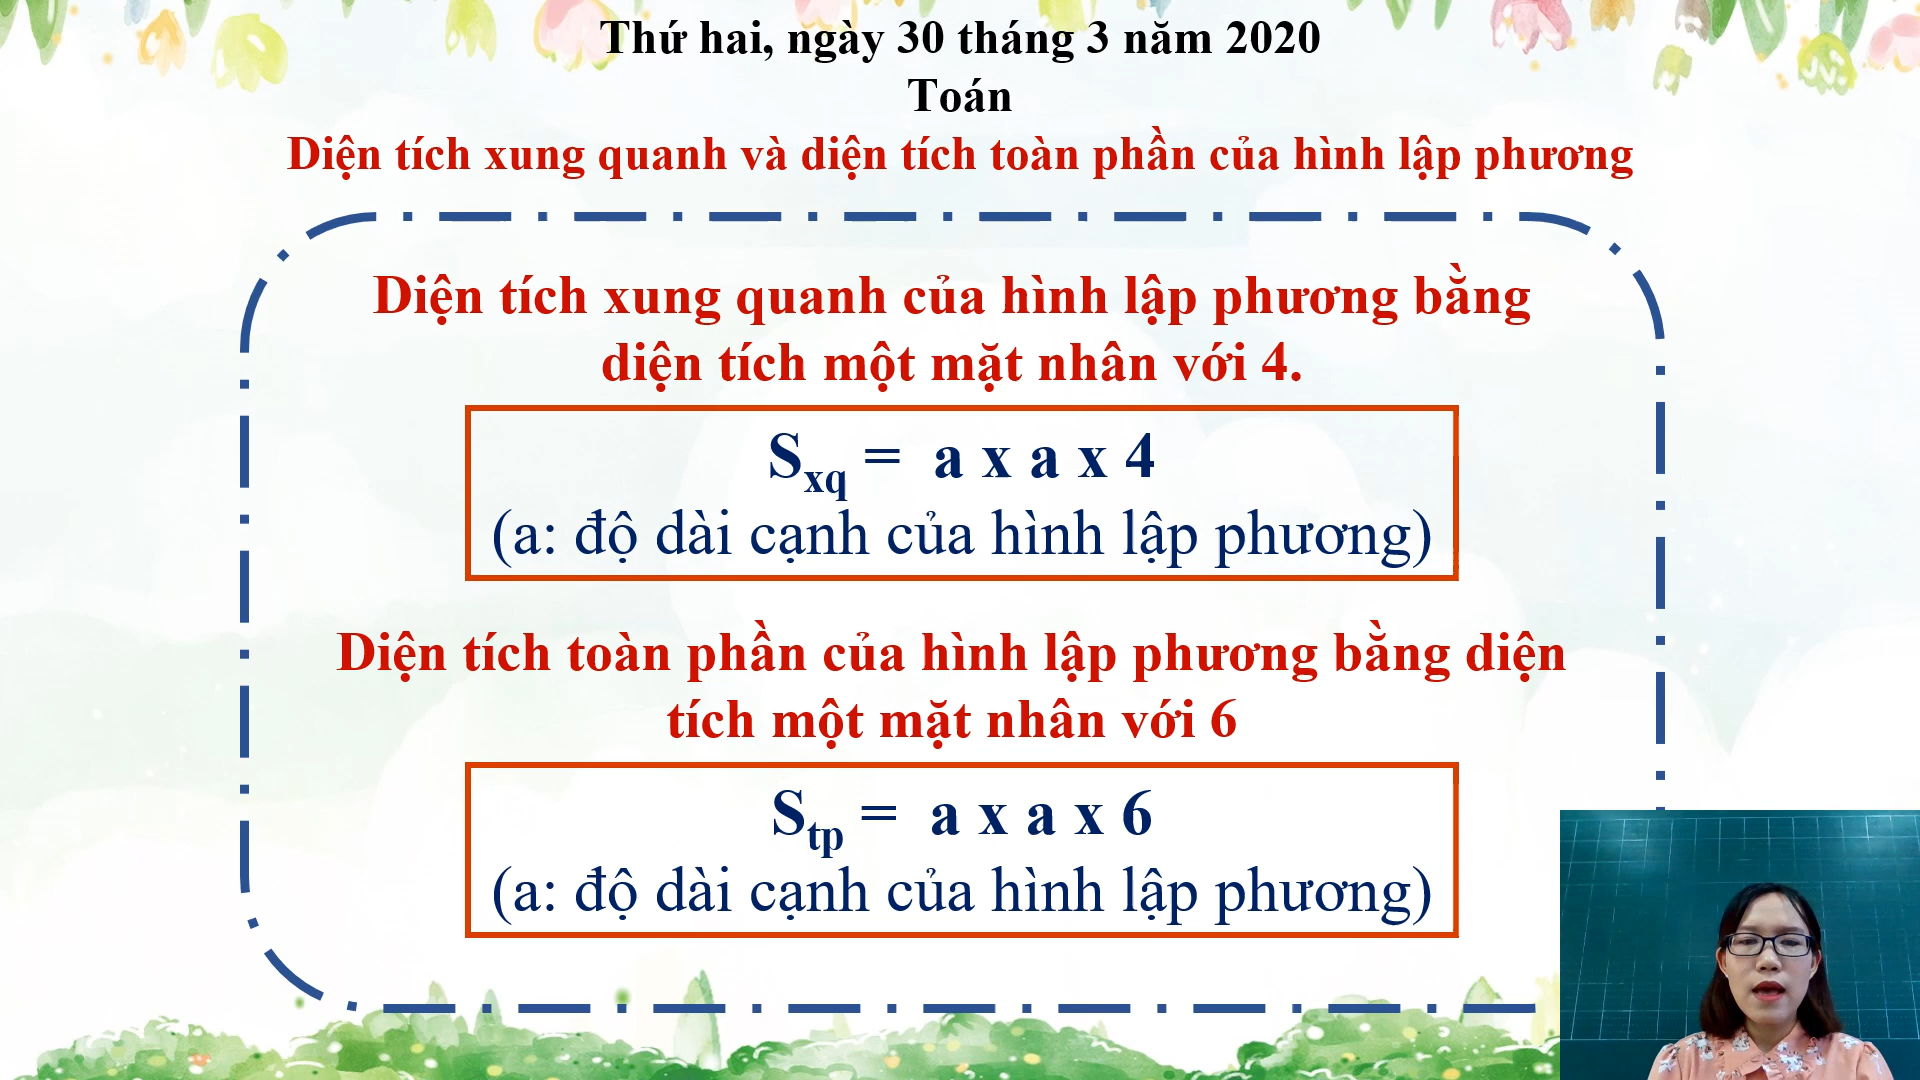 Thứ hai, ngày 30 tháng 3 năm 2020
Toán
Diện tích xung quanh và diện tích toàn phần của hình lập phương
Diện tích xung quanh của hình lập phương bằng
diện tích một mặt nhân với 4.
Sxq = a x a x 4
(a: độ dài cạnh của hình lập phương)
Diện tích toàn phần của hình lập phương bằng diện
tích một mặt nhân với 6
Stp = a x a x 6
(a: độ dài cạnh của hình lập phương)